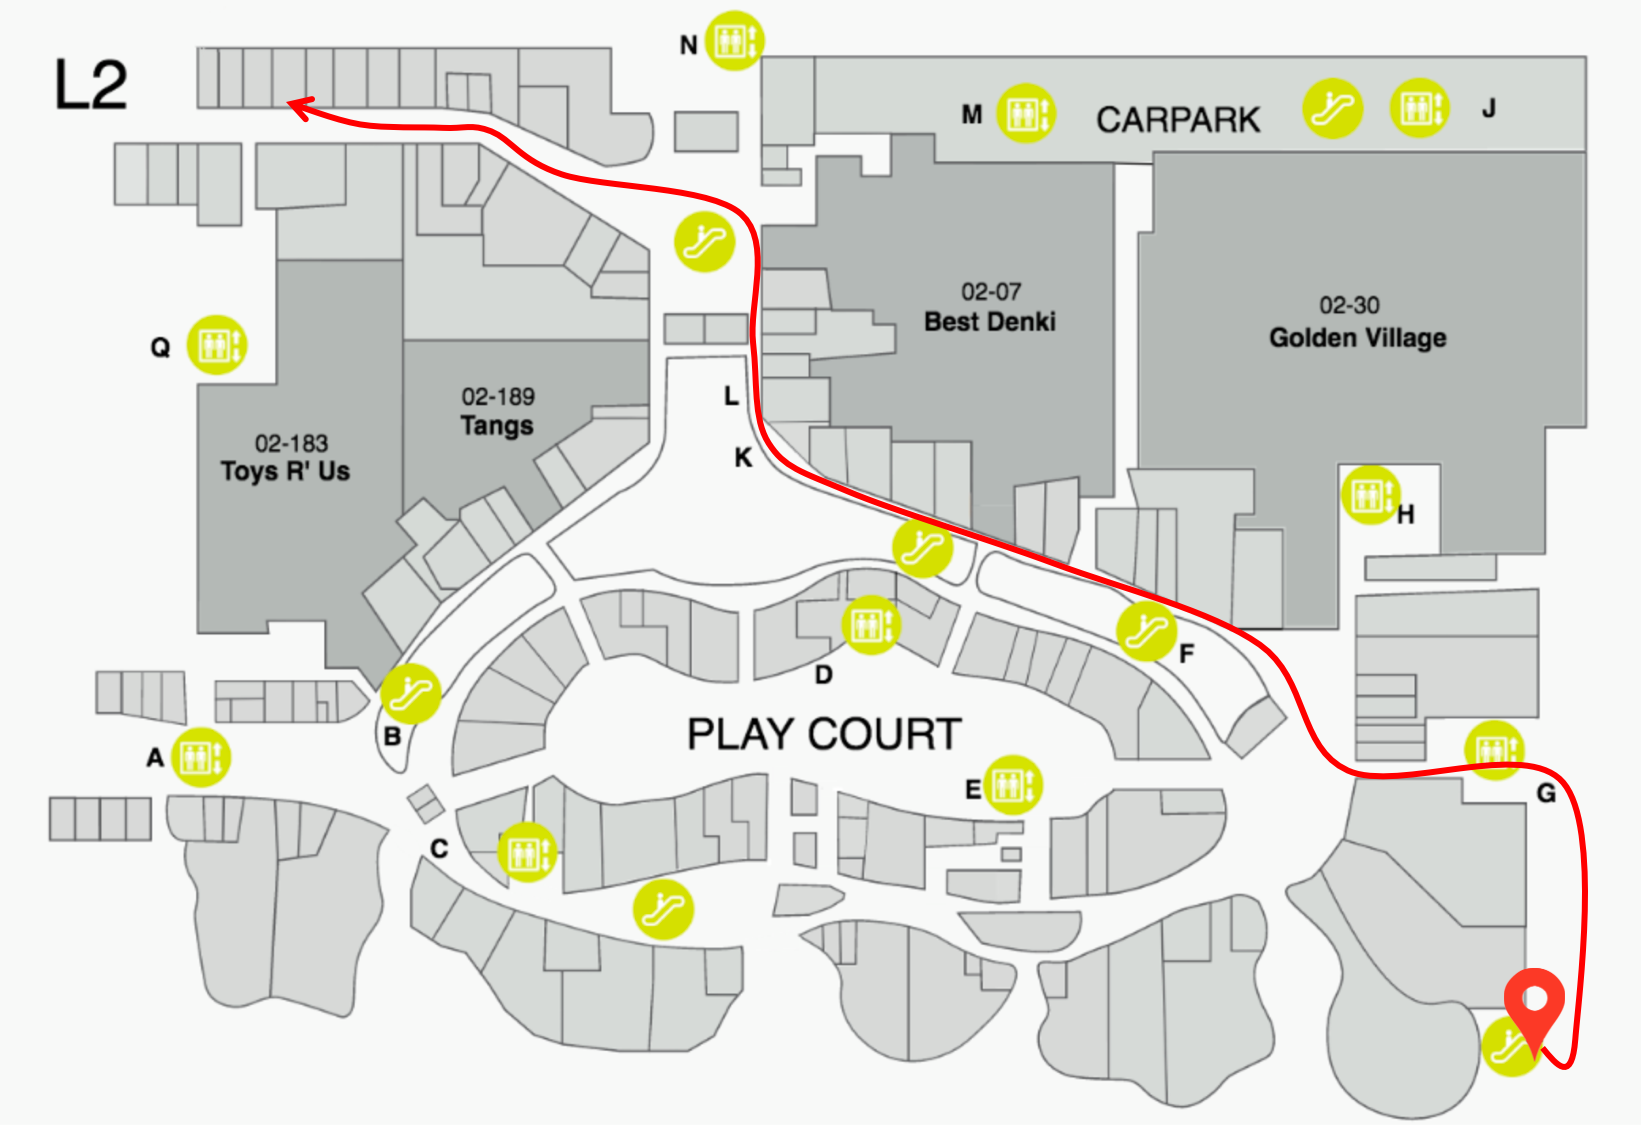 L2
N
M
CARPARK
J
02-07
Best Denki
02-30
Golden Village
Q
02-189
Tangs
L
02-183
Toys R' Us
K
H
F
D
B
PLAY COURT
A
E
G
C